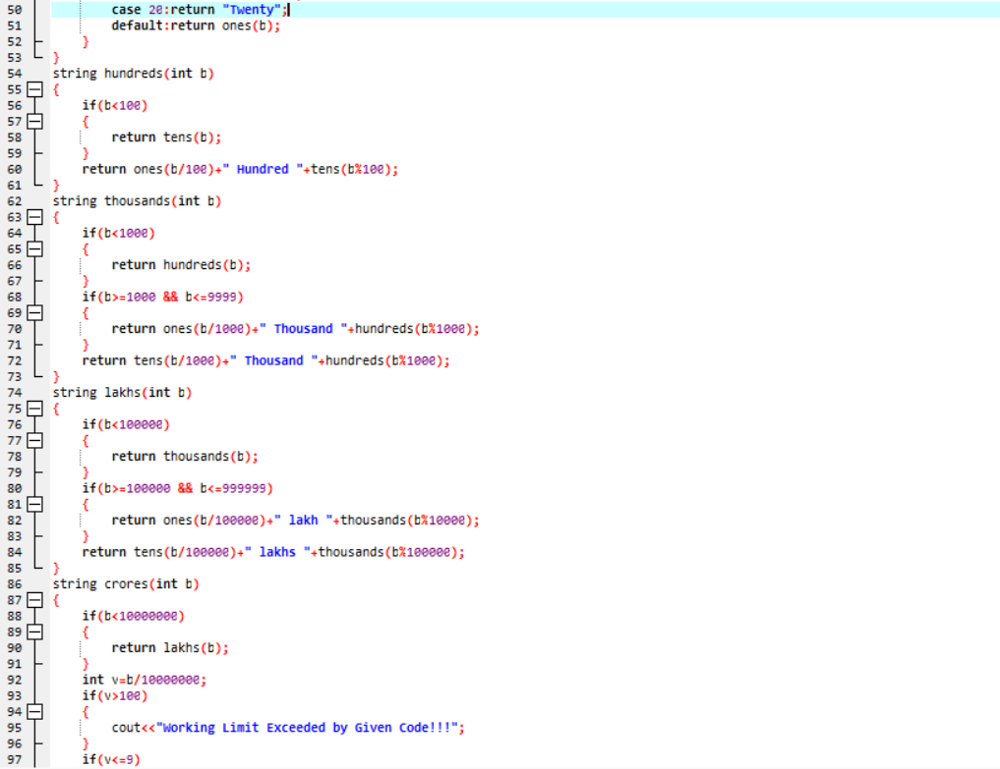 50 case 20:return "Twenty";
51 default:return ones(b);
52 }
53 }
54 string hundreds(int b)
55 {
56 if(b<100)
57 {
58 return tens(b);
59 }
60 return ones(b/100)+" Hundred "+tens(b%100);
61 }
62 string thousands(int b)
63 {
64 if(b<1000)
65 {
66 return hundreds(b);
67 }
68 if(b>=1000 && b<=9999)
69 {
70 return ones(b/1000)+" Thousand "+hundreds(b%1000);
71 }
72 return tens(b/1000)+" Thousand "+hundreds(b%1000);
73 }
74 string lakhs(int b)
75 {
76 if(b<100000)
77 {
78 return thousands(b);
79 }
80 if(b>=100000 && b<=999999)
81 {
82 return ones(b/100000)+" lakh "+thousands(b%10000);
83 }
84 return tens(b/100000)+" lakhs "+thousands(b%100000);
85 }
86 string crores(int b)
87 {
88 if(b<10000000)
89 {
90 return lakhs(b);
91 }
92 int v=b/10000000;
93 if(v>100)
94 {
95 cout<<"Working Limit Exceeded by Given Code!!!";
96 }
97 if(v<=9)